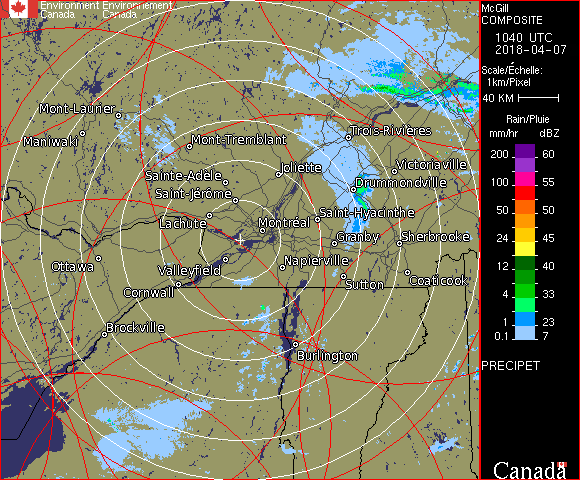 Environment Environnement
Canada Canada
McGill
COMPOSITE
1040 UTC
2018-04-07
Scale/Échelle:
1km/Pixel
40 KM
Rain/Pluie
mm/hr dBZ
200 60
100 55
50 50
24 45
12 40
4 33
1 23
0.1 7
PRECIPET
Canada
Mont-Laurier
Maniwaki
Mont-Tremblant
Trois-Rivières
Joliette
Victoriaville
Sainte-Adèle
Drummondville
Saint-Jérôme
Saint-Hyacinthe
Lachute
Montréal
Granby
Sherbrooke
Ottawa
Valleyfield
Napierville
Sutton
Coaticook
Cornwall
Brockville
Burlington